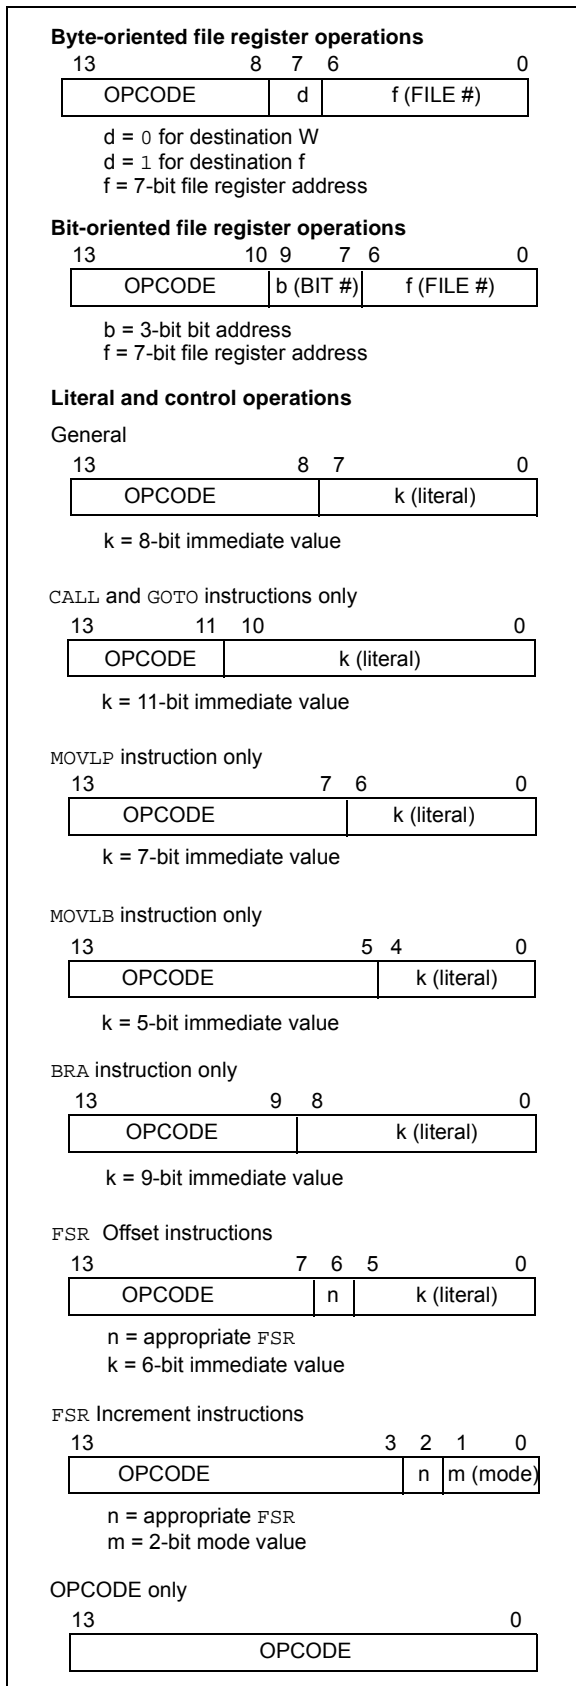 Byte-oriented file register operations
13 8 7 6 0
OPCODE d f (FILE #)
d = 0 for destination W
d = 1 for destination f
f = 7-bit file register address
Bit-oriented file register operations
13 10 9 7 6 0
OPCODE b (BIT #) f (FILE #)
b = 3-bit bit address
f = 7-bit file register address
Literal and control operations
General
13 8 7 0
OPCODE k (literal)
k = 8-bit immediate value
CALL and GOTO instructions only
13 11 10 0
OPCODE k (literal)
k = 11-bit immediate value
MOVLP instruction only
13 7 6 0
OPCODE k (literal)
k = 7-bit immediate value
MOVLB instruction only
13 5 4 0
OPCODE k (literal)
k = 5-bit immediate value
BRA instruction only
13 9 8 0
OPCODE k (literal)
k = 9-bit immediate value
FSR Offset instructions
13 7 6 5 0
OPCODE n k (literal)
n = appropriate FSR
k = 6-bit immediate value
FSR Increment instructions
13 3 2 1 0
OPCODE n m (mode)
n = appropriate FSR
m = 2-bit mode value
OPCODE only
13 0
OPCODE